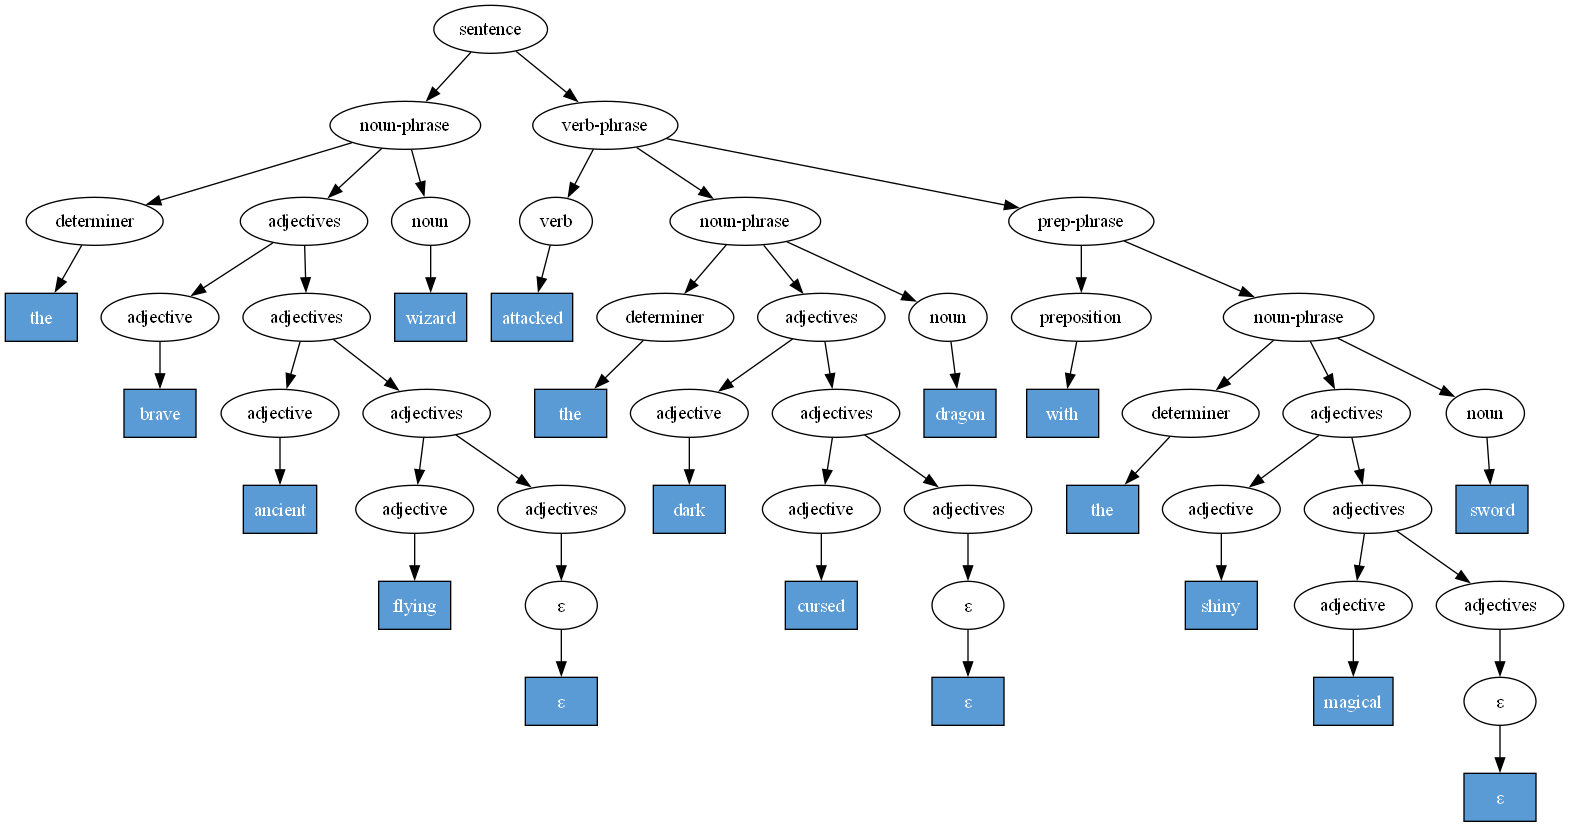 sentence
noun-phrase verb-phrase
determiner adjectives noun verb noun-phrase prep-phrase
the adjective adjectives wizard attacked determiner adjectives noun preposition noun-phrase
brave adjective adjectives the adjective adjectives dragon with determiner adjectives noun
ancient adjective adjectives dark adjective adjectives the adjective adjectives sword
flying ε cursed ε shiny adjective adjectives
ε ε magical ε
ε